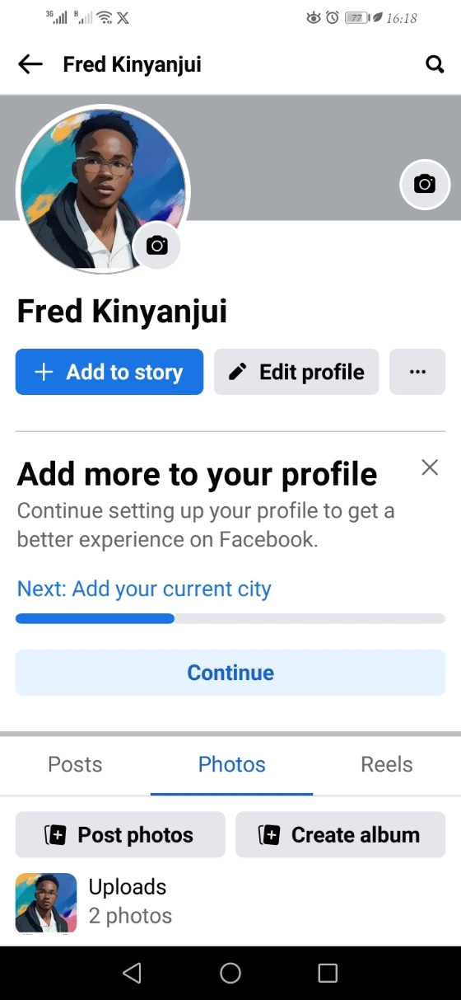 3G H 77 16:18
Fred Kinyanjui
Fred Kinyanjui
Add to story Edit profile
Add more to your profile
Continue setting up your profile to get a
better experience on Facebook.
Next: Add your current city
Continue
Posts Photos Reels
Post photos Create album
Uploads
2 photos